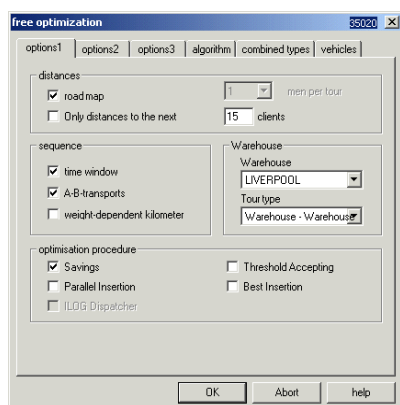 free optimization 35020
options1 options2 options3 algorithm combined types vehicles
distances
road map 1 men per tour
Only distances to the next 15 clients
sequence
time window
A-B-transports
weight-dependent kilometer
Warehouse
Warehouse
LIVERPOOL
Tour type
Warehouse - Warehouse
optimisation procedure
Savings Threshold Accepting
Parallel Insertion Best Insertion
ILOG Dispatcher
OK Abort help